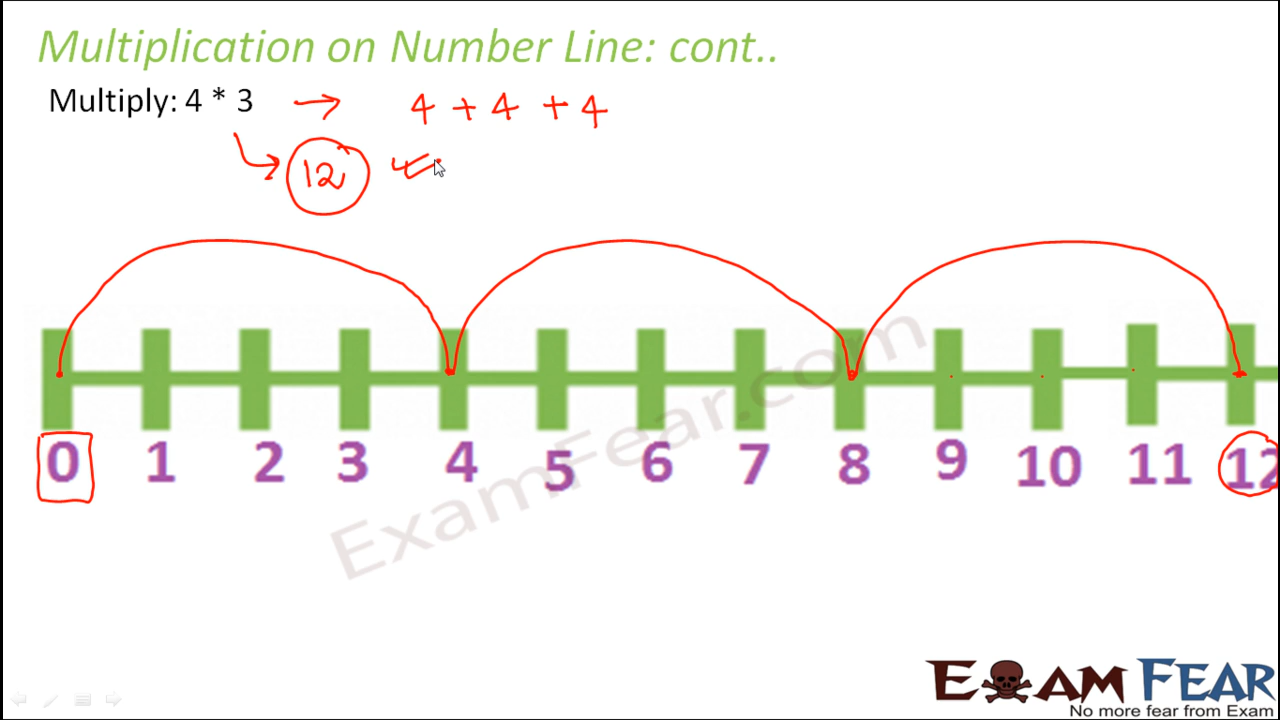 Multiplication on Number Line: cont..
Multiply: 4 * 3 → 4 + 4 + 4
12
0 1 2 3 4 5 6 7 8 9 10 11 12
ExamFear.com
EXAM FEAR
No more fear from Exam